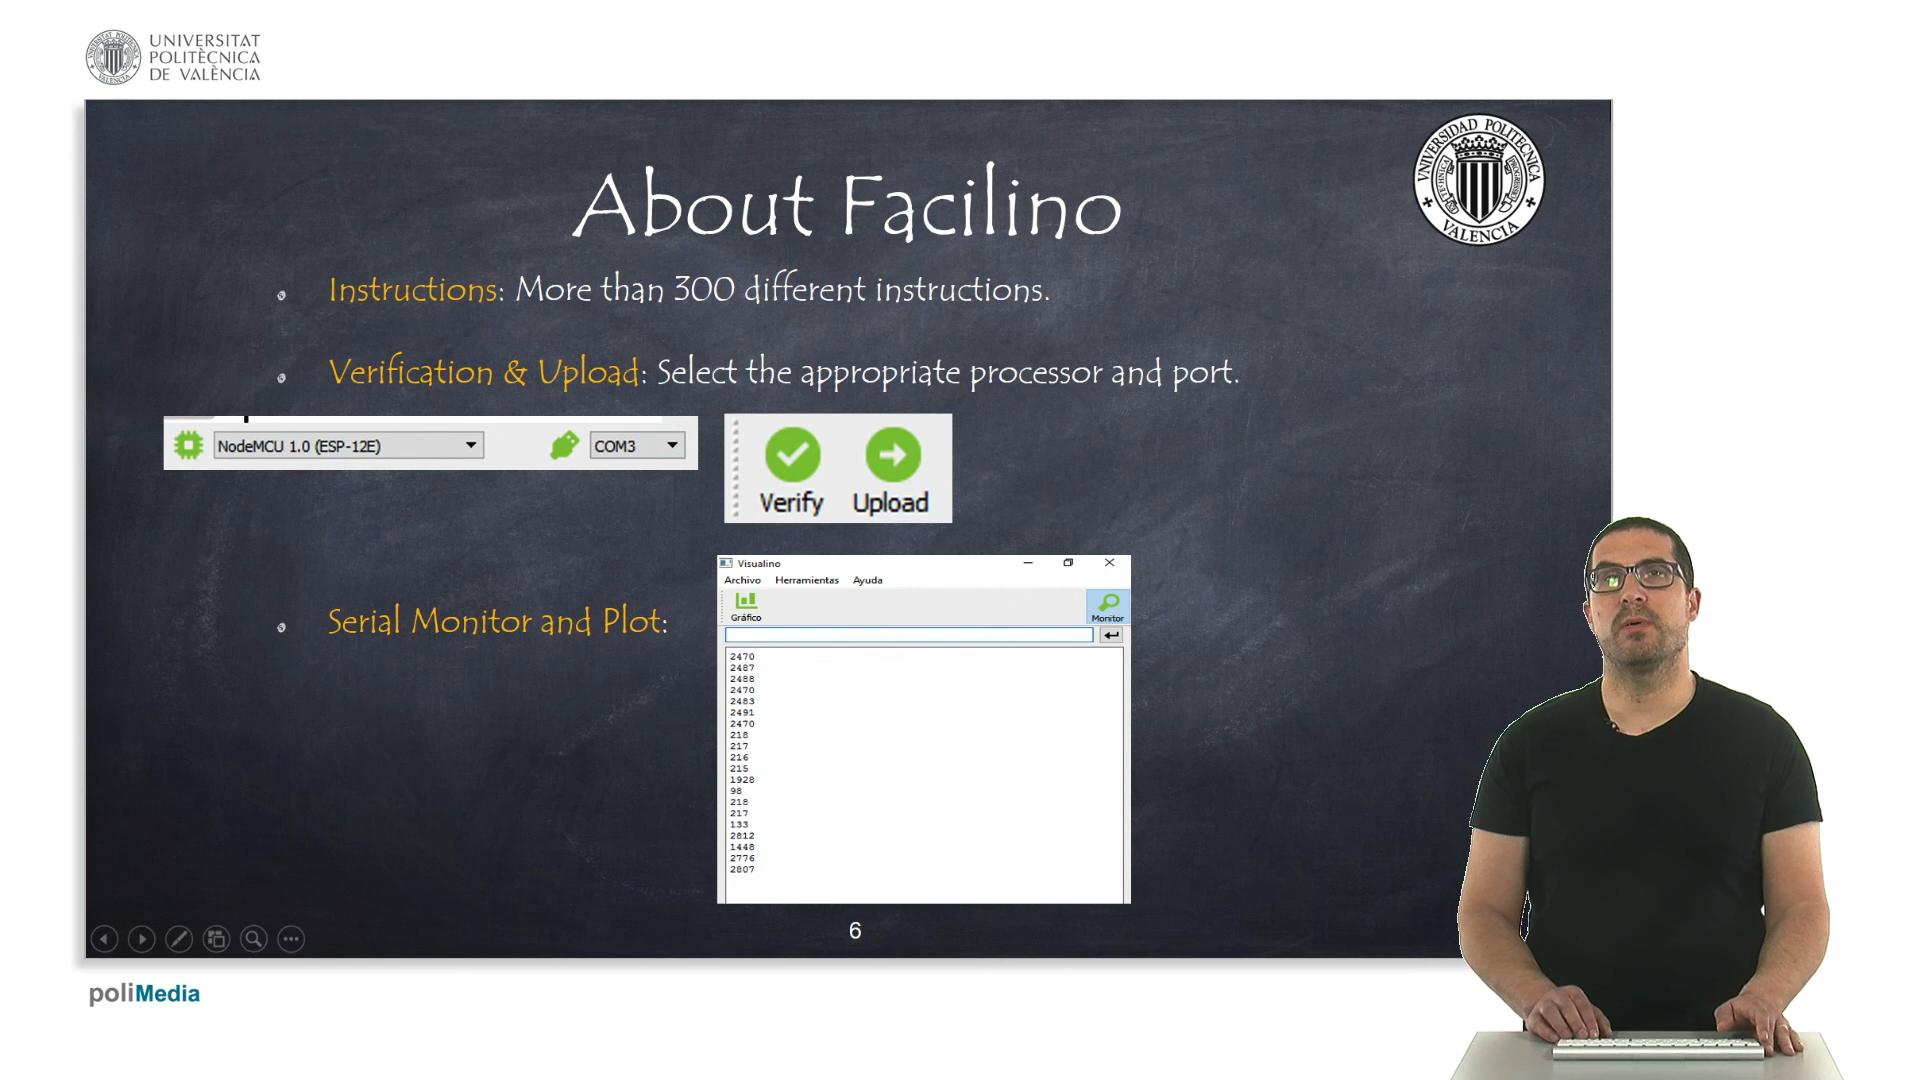 UNIVERSITAT
POLITÈCNICA
DE VALÈNCIA
UNIVERSIDAD POLITECNICA
VALENCIA
About Facilino
Instructions: More than 300 different instructions.
Verification & Upload: Select the appropriate processor and port.
NodeMCU 1.0 (ESP-12E)
COM3
Verify
Upload
Serial Monitor and Plot:
Visualino
Archivo Herramientas Ayuda
Gráfico
Monitor
2470
2487
2488
2470
2483
2491
2470
218
217
216
215
1928
98
218
217
133
2812
1448
2776
2807
6
poliMedia